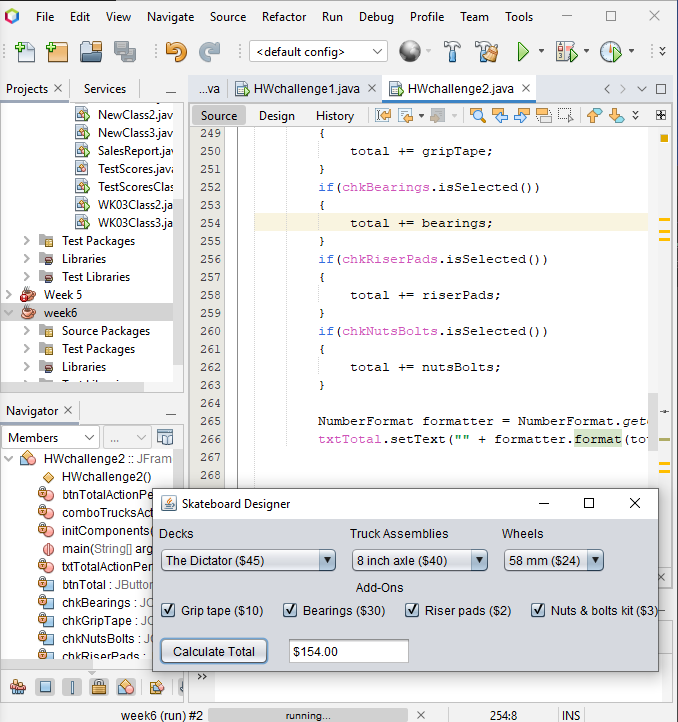 File Edit View Navigate Source Refactor Run Debug Profile Team Tools
<default config>
Projects
Services
...va
HWchallenge1.java
HWchallenge2.java
Source
Design
History
NewClass2.jav
NewClass3.jav
SalesReport.jav
TestScores.java
TestScoresClas
WK03Class2.jav
WK03Class3.jav
Test Packages
Libraries
Test Libraries
Week 5
week6
Source Packages
Test Packages
Libraries
249 {
250 total += gripTape;
251 }
252 if(chkBearings.isSelected())
253 {
254 total += bearings;
255 }
256 if(chkRiserPads.isSelected())
257 {
258 total += riserPads;
259 }
260 if(chkNutsBolts.isSelected())
261 {
262 total += nutsBolts;
263 }
264
265 NumberFormat formatter = NumberFormat.get
266 txtTotal.setText("" + formatter.format(to
267
268
Navigator
Members
...
HWchallenge2 :: JFram
HWchallenge2()
btnTotalActionPe
comboTrucksAct
initComponents(
main(String[] arg
txtTotalActionPer
btnTotal : JButto
chkBearings : JC
chkGripTape : JC
chkNutsBolts : JC
chkRiserPads : JC
Skateboard Designer
Decks
Truck Assemblies
Wheels
The Dictator ($45)
8 inch axle ($40)
58 mm ($24)
Add-Ons
Grip tape ($10)
Bearings ($30)
Riser pads ($2)
Nuts & bolts kit ($3)
Calculate Total
$154.00
>>
week6 (run) #2
running...
254:8
INS